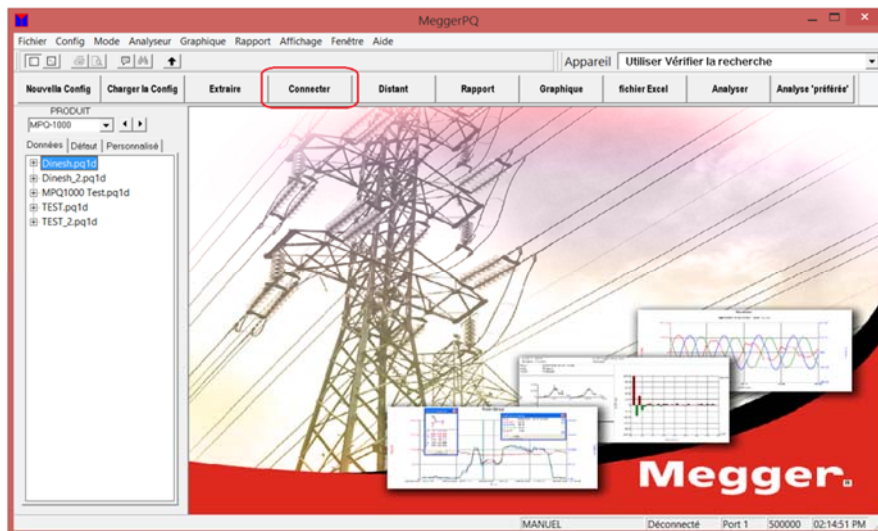 MeggerPQ
Fichier Config Mode Analyseur Graphique Rapport Affichage Fenêtre Aide
Appareil Utiliser Vérifier la recherche
Nouvella Config Charger la Config Extraire Connecter Distant Rapport Graphique fichier Excel Analyser Analyse 'préférée'
PRODUIT
MPQ-1000
Données Défaut Personnalisé
Dinesh.pq1d
Dinesh_2.pq1d
MPQ1000 Test.pq1d
TEST.pq1d
TEST_2.pq1d
Megger.
MANUEL Déconnecté Port 1 500000 02:14:51 PM